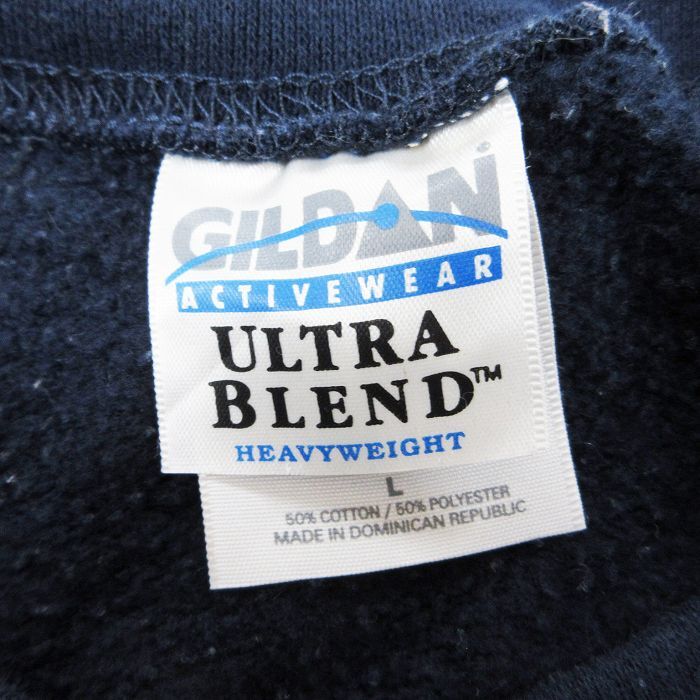 GILDAN®
ACTIVEWEAR
ULTRA
BLEND™
HEAVYWEIGHT
L
50% COTTON / 50% POLYESTER
MADE IN DOMINICAN REPUBLIC